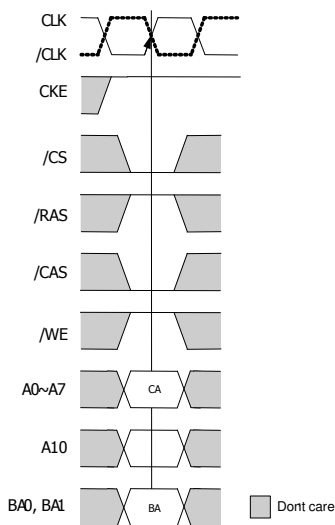 CLK
/CLK
CKE
/CS
/RAS
/CAS
/WE
A0~A7
CA
A10
BA0, BA1
BA
Dont care